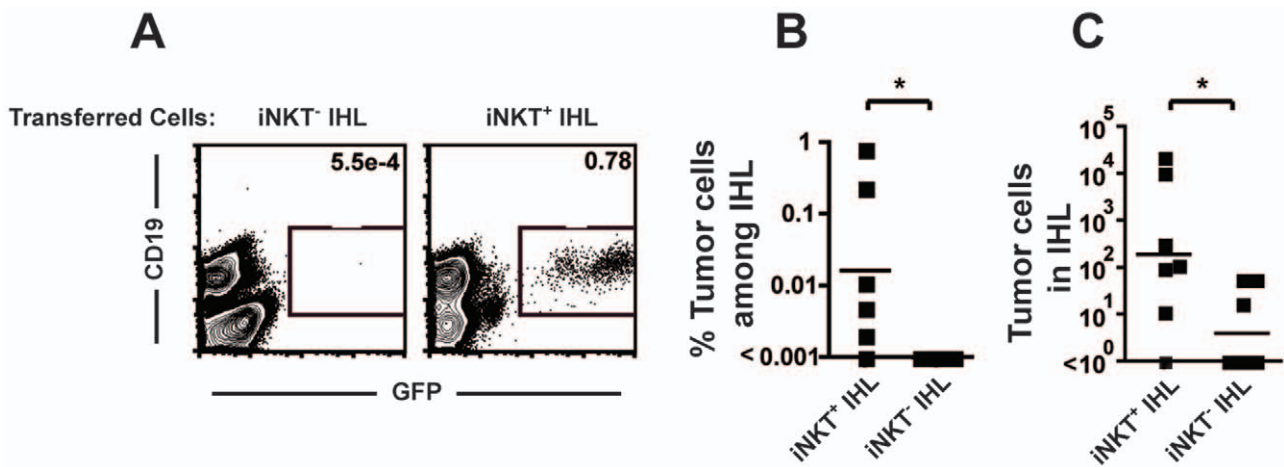 A
B
C
Transferred Cells:
iNKT⁻ IHL
iNKT⁺ IHL
5.5e-4
0.78
CD19
GFP
*
% Tumor cells
among IHL
1
0.1
0.01
< 0.001
iNKT⁺ IHL
iNKT⁻ IHL
*
Tumor cells
in IHL
10⁵
10⁴
10³
10²
10¹
<10⁰
iNKT⁺ IHL
iNKT⁻ IHL